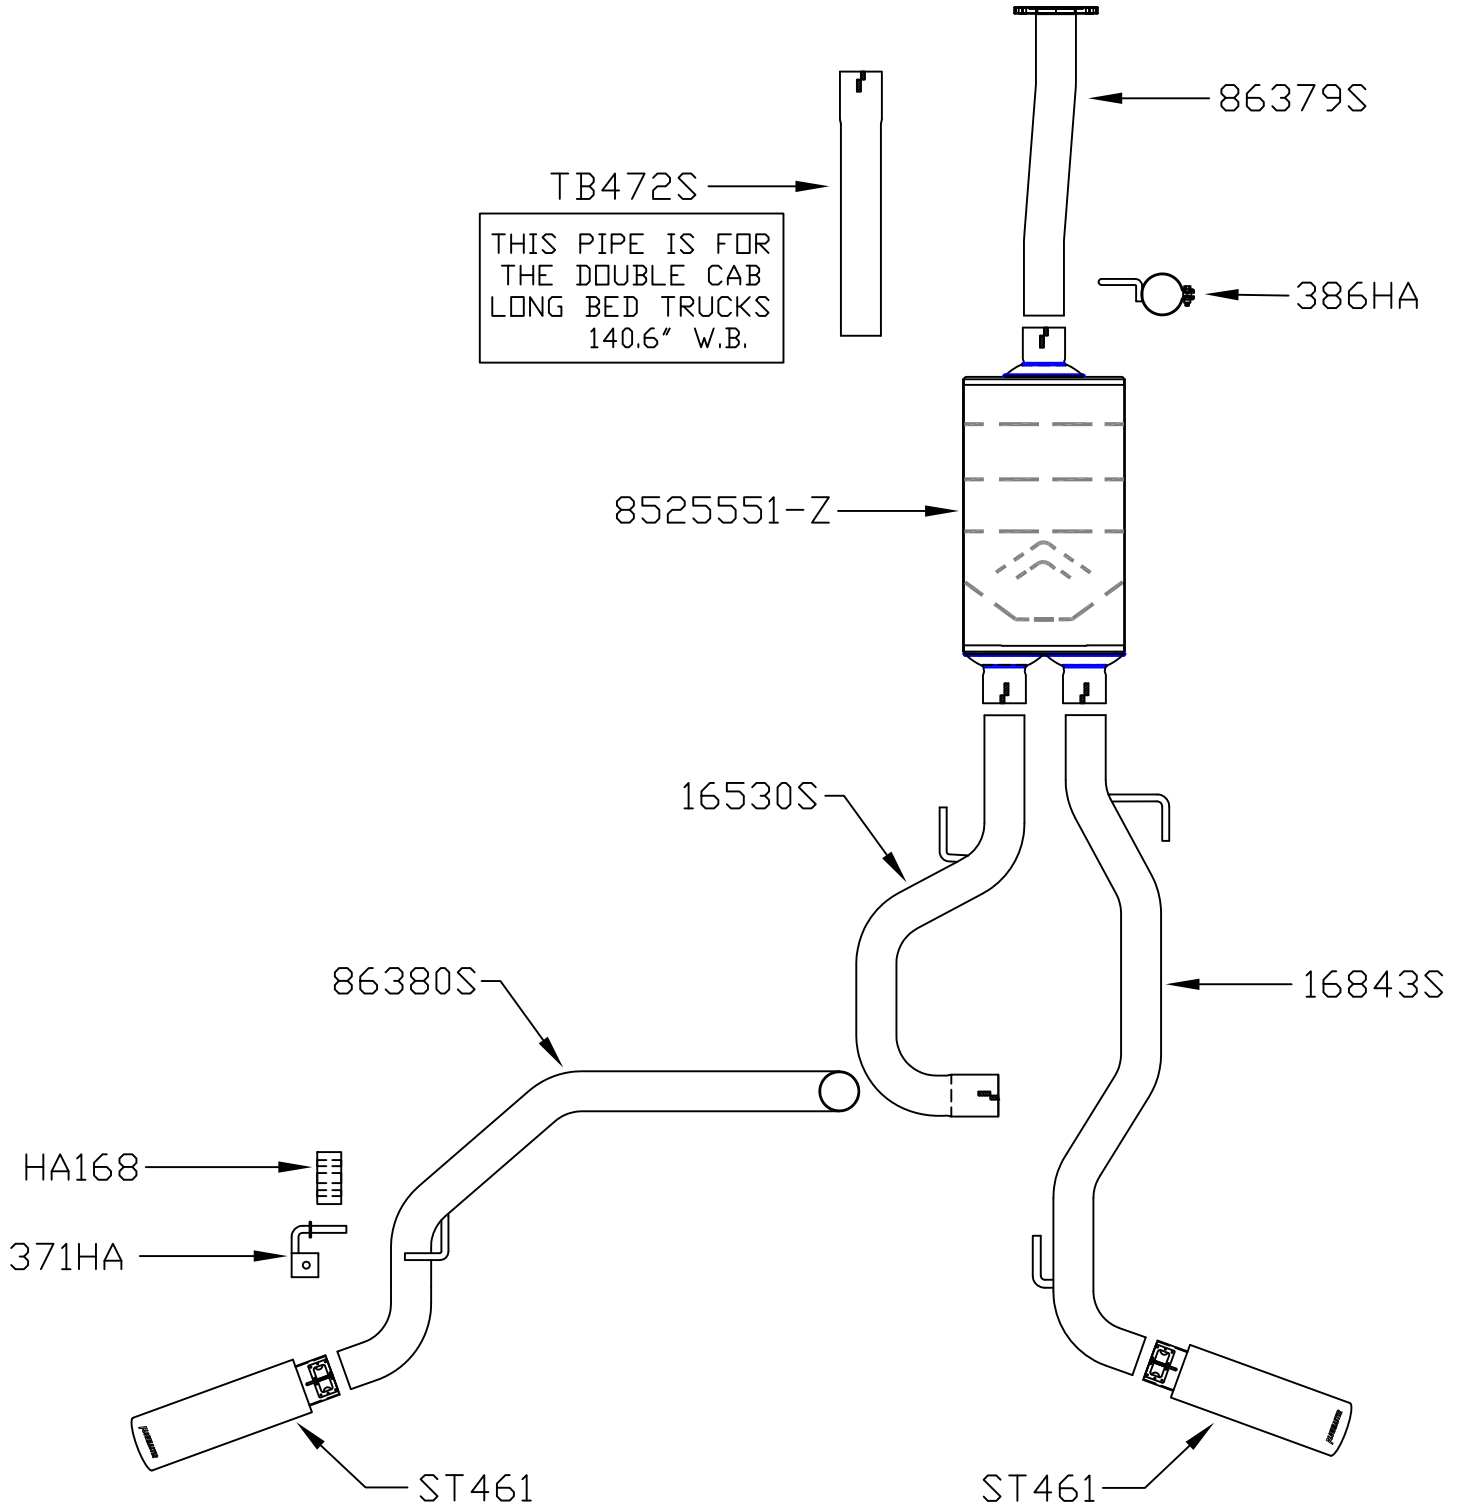 86379S
TB472S
THIS PIPE IS FOR
THE DOUBLE CAB
LONG BED TRUCKS
140.6" W.B.
386HA
8525551-Z
16530S
86380S
16843S
HA168
371HA
ST461
ST461